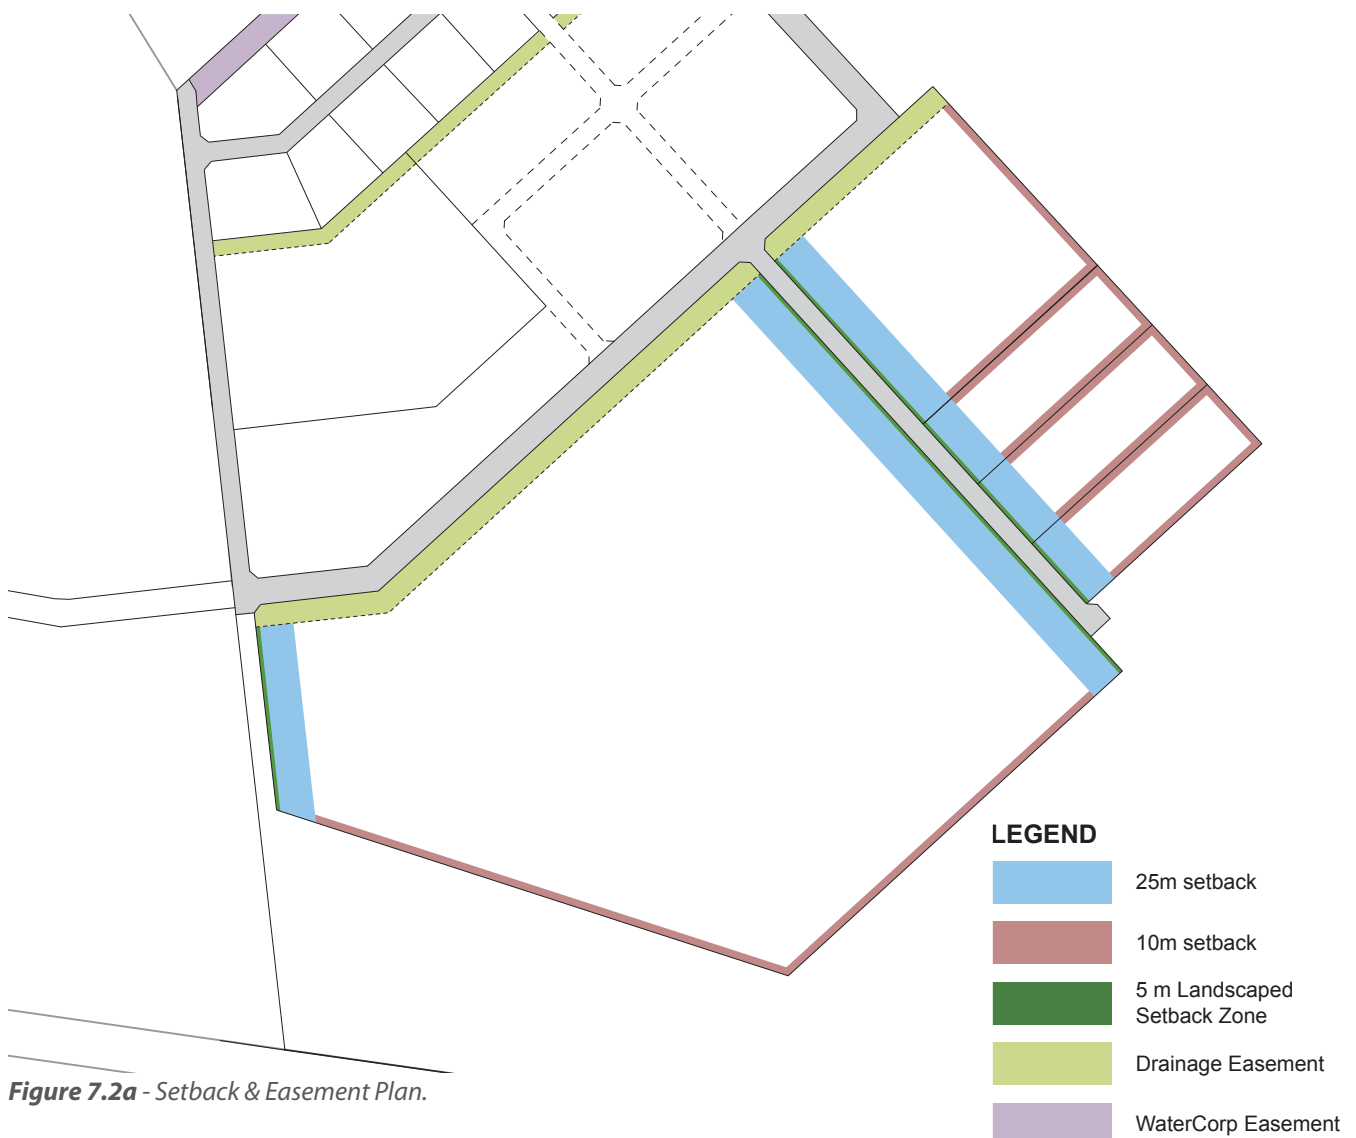 LEGEND
25m setback
10m setback
5 m Landscaped
Setback Zone
Drainage Easement
WaterCorp Easement
Figure 7.2a - Setback & Easement Plan.